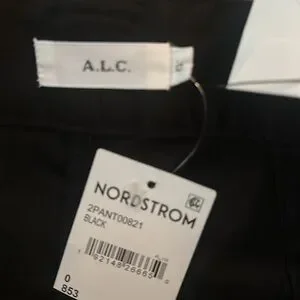 A.L.C.
NORDSTROM
2PANT00821
BLACK
0
853